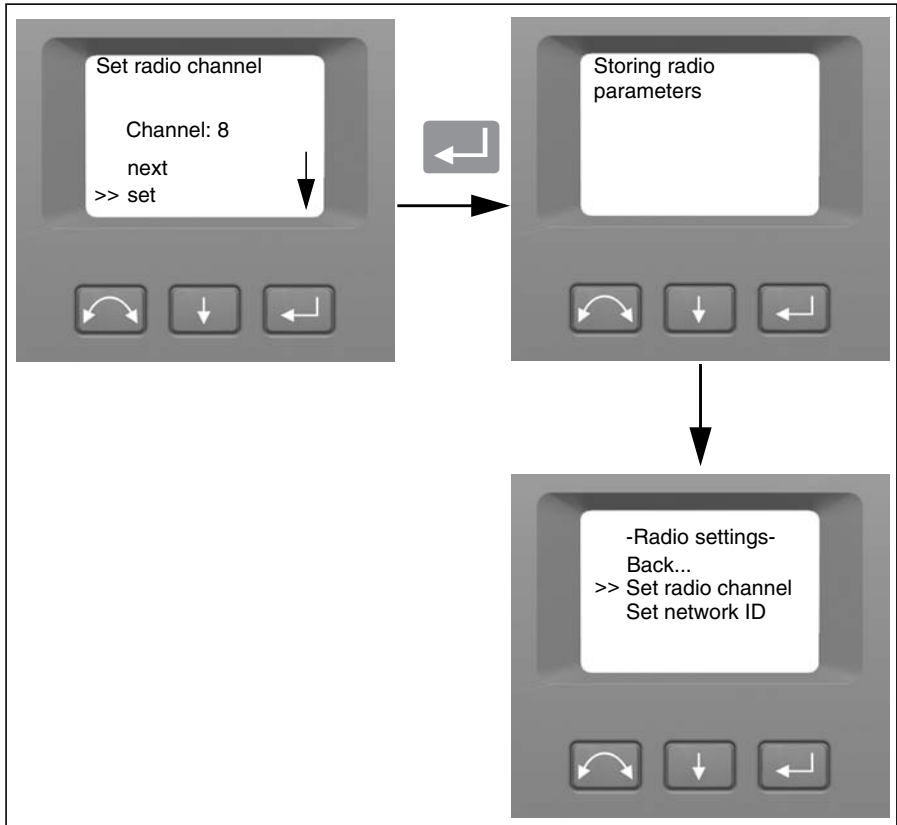 Set radio channel
Channel: 8
next
>> set
Storing radio
parameters
-Radio settings-
Back...
>> Set radio channel
Set network ID